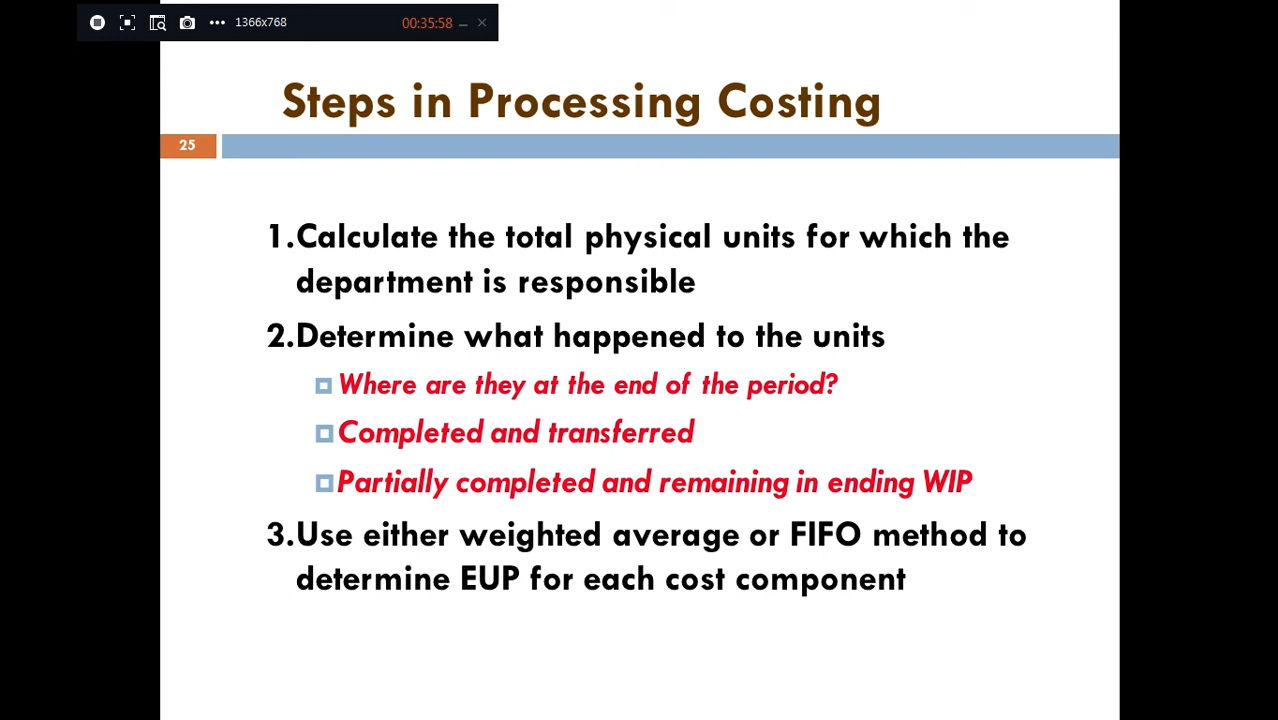 1366x768
00:35:58
Steps in Processing Costing
25
1.Calculate the total physical units for which the
department is responsible
2.Determine what happened to the units
Where are they at the end of the period?
Completed and transferred
Partially completed and remaining in ending WIP
3.Use either weighted average or FIFO method to
determine EUP for each cost component